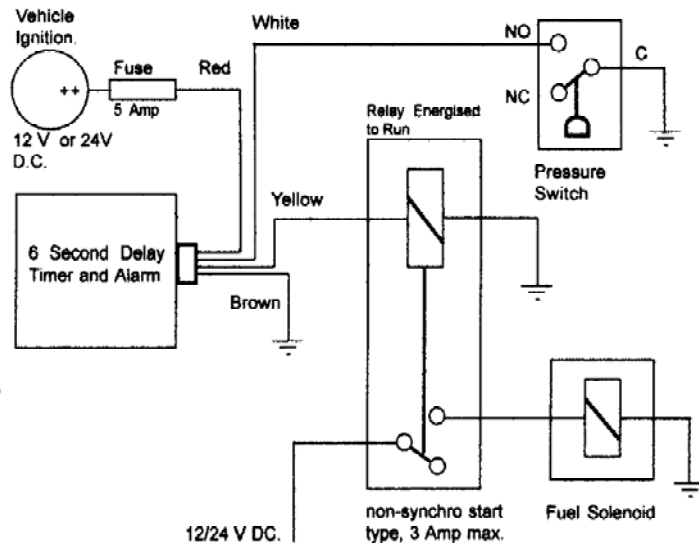 Vehicle
Ignition.
++
12 V or 24V
D.C.
Fuse
5 Amp
Red
White
NO
NC
C
Pressure
Switch
Relay Energised
to Run
Yellow
6 Second Delay
Timer and Alarm
Brown
12/24 V DC.
non-synchro start
type, 3 Amp max.
Fuel Solenoid